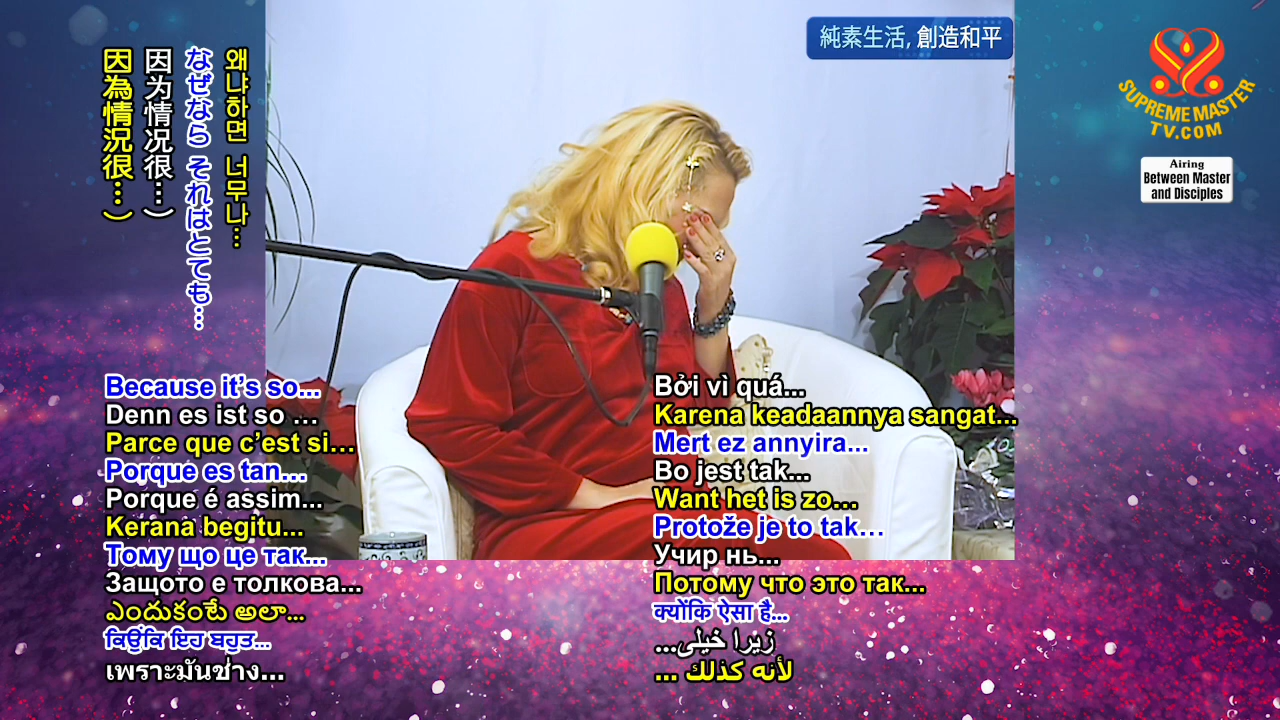 純素生活, 創造和平
SUPREME MASTER
TV.COM
Airing
Between Master
and Disciples
왜냐하면 너무나…
なぜなら それはとても…
因为情况很…）
因為情況很…）
Because it’s so...
Denn es ist so …
Parce que c’est si…
Porque es tan…
Porque é assim...
Kerana begitu...
Тому що це так...
Защото е толкова...
ఎందుకంటే అలా...
ਕਿਉਂਕਿ ਇਹ ਬਹੁਤ...
เพราะมันช่าง...
Bởi vì quá...
Karena keadaannya sangat...
Mert ez annyira...
Bo jest tak...
Want het is zo…
Protože je to tak…
Учир нь...
Потому что это так...
क्योंकि ऐसा है...
زیرا خیلی...
لأنه كذلك ...